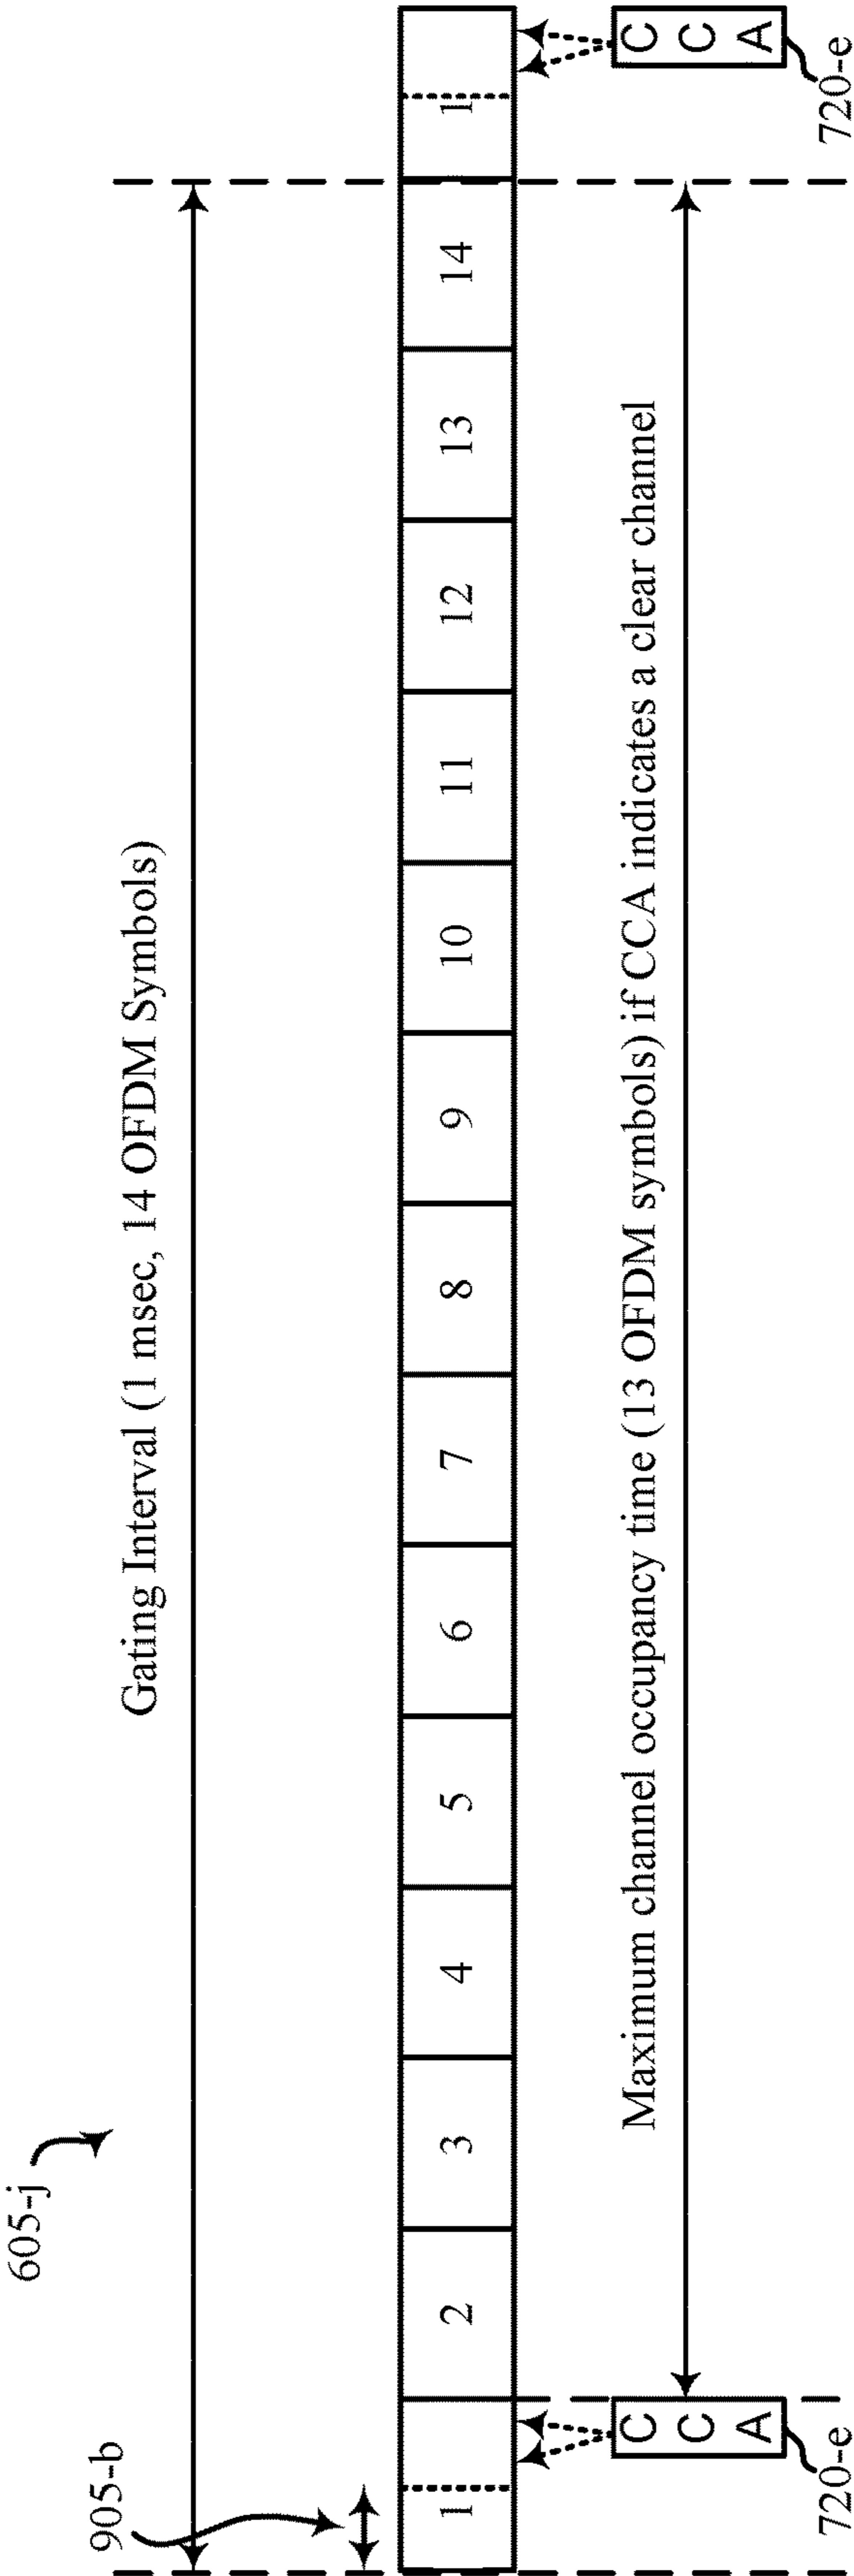 605-j
905-b
Gating Interval (1 msec, 14 OFDM Symbols)
1 2 3 4 5 6 7 8 9 10 11 12 13 14 1
Maximum channel occupancy time (13 OFDM symbols) if CCA indicates a clear channel
CCA
CCA
720-e
720-e